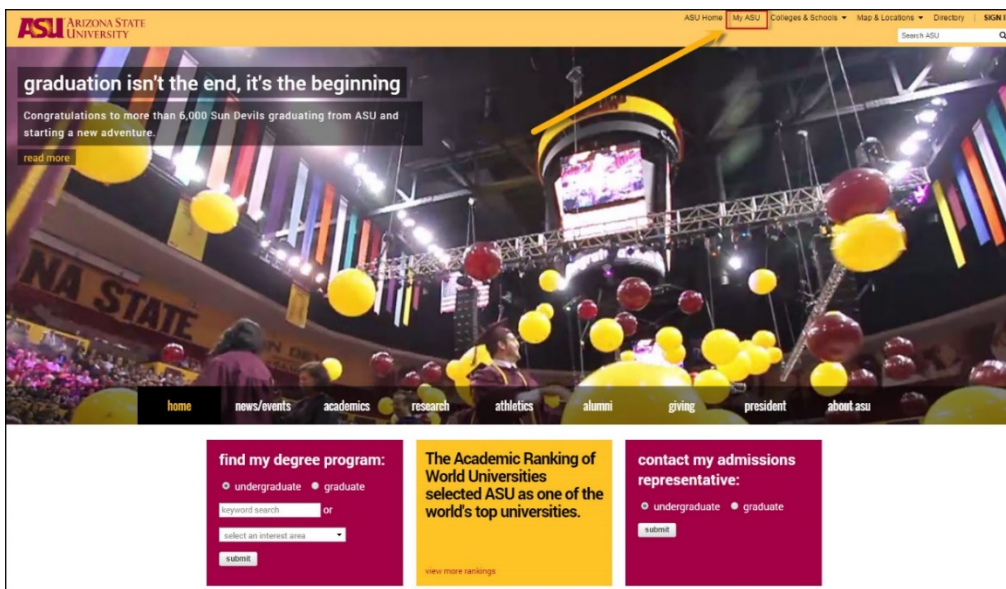 ASU ARIZONA STATE
UNIVERSITY
ASU Home My ASU Colleges & Schools Map & Locations Directory SIGN I
Search ASU
graduation isn't the end, it's the beginning
Congratulations to more than 6,000 Sun Devils graduating from ASU and
starting a new adventure.
read more
NA STATE
home news/events academics research athletics alumni giving president about asu
find my degree program:
undergraduate graduate
keyword search or
select an interest area
submit
The Academic Ranking of
World Universities
selected ASU as one of the
world's top universities.
view more rankings
contact my admissions
representative:
undergraduate graduate
submit